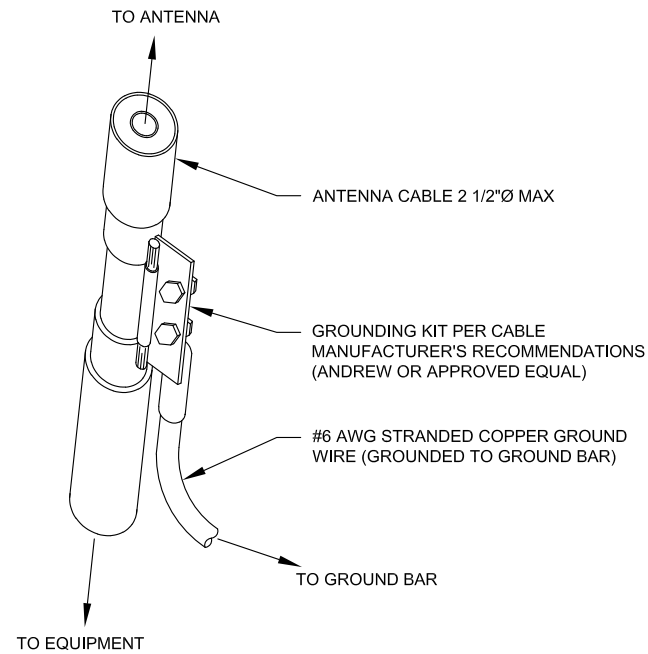 TO ANTENNA
ANTENNA CABLE 2 1/2"Ø MAX
GROUNDING KIT PER CABLE
MANUFACTURER'S RECOMMENDATIONS
(ANDREW OR APPROVED EQUAL)
#6 AWG STRANDED COPPER GROUND
WIRE (GROUNDED TO GROUND BAR)
TO GROUND BAR
TO EQUIPMENT